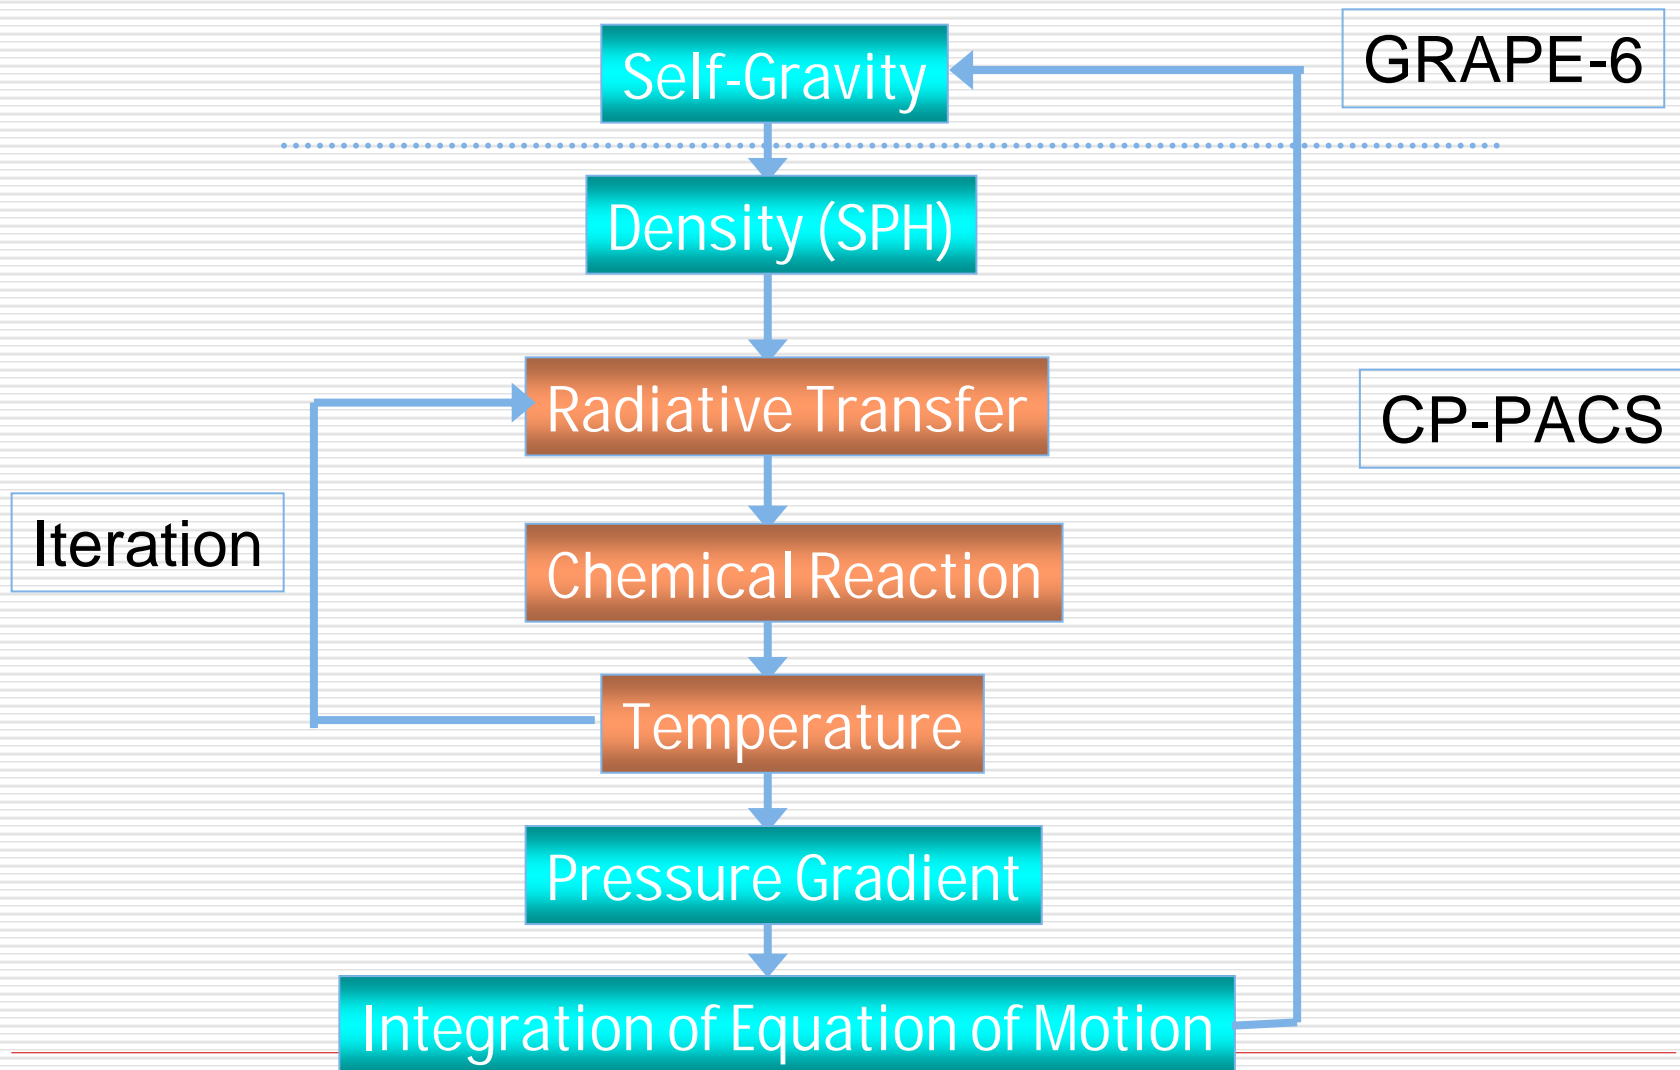 Self-Gravity
GRAPE-6
Density (SPH)
Radiative Transfer
CP-PACS
Iteration
Chemical Reaction
Temperature
Pressure Gradient
Integration of Equation of Motion